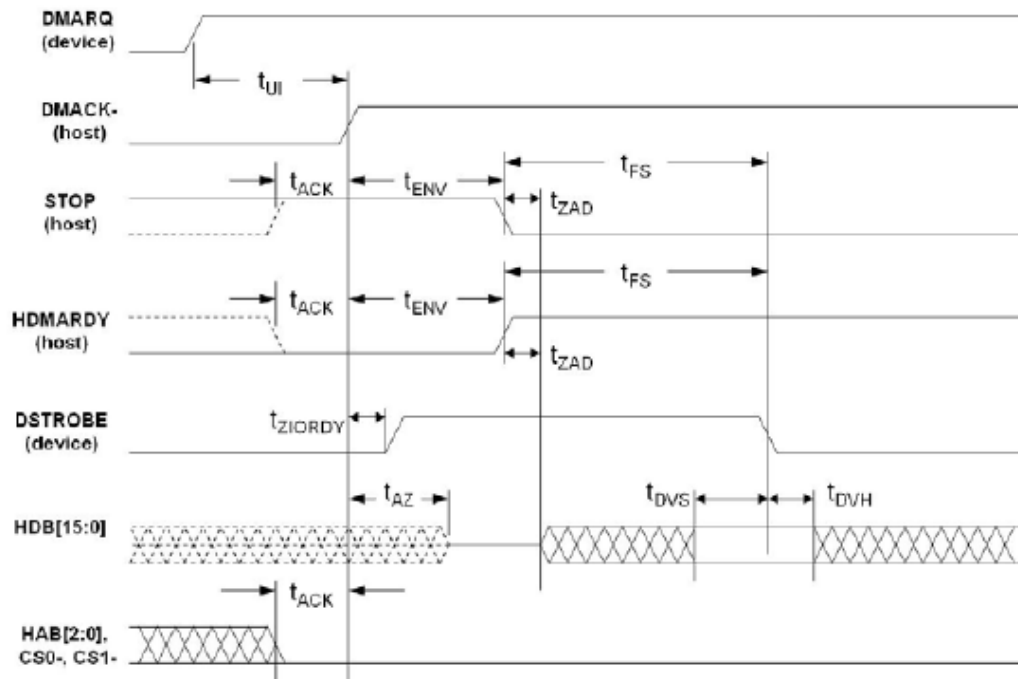 DMARQ
(device)
tUI
DMACK-
(host)
tFS
tACK
tENV
tZAD
STOP
(host)
tFS
tACK
tENV
HDMARDY
(host)
tZAD
DSTROBE
(device)
tZIORDY
tAZ
tDVS
tDVH
HDB[15:0]
tACK
HAB[2:0],
CS0-, CS1-